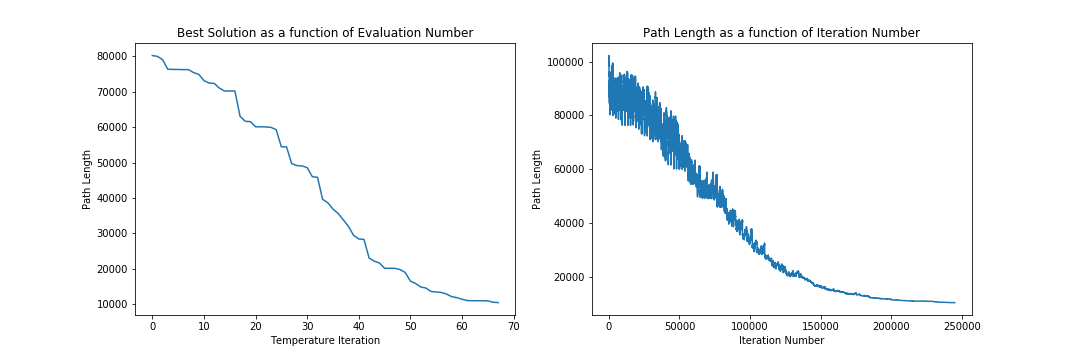 Best Solution as a function of Evaluation Number
80000
70000
60000
50000
40000
30000
20000
10000
Path Length
0 10 20 30 40 50 60 70
Temperature Iteration
Path Length as a function of Iteration Number
100000
80000
60000
40000
20000
Path Length
0 50000 100000 150000 200000 250000
Iteration Number